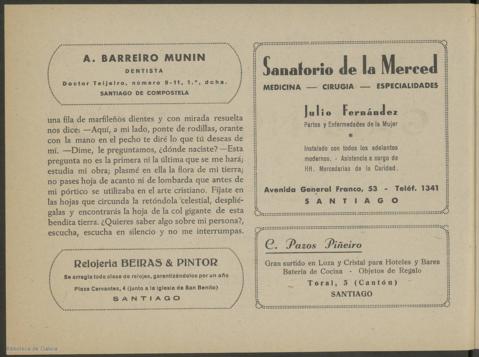 A. BARREIRO MUNIN
DENTISTA
Doctor Teijeiro, número 9-11, 1.º, dcha.
SANTIAGO DE COMPOSTELA
una fila de marfileños dientes y con mirada resuelta
nos dice: —Aquí, a mi lado, ponte de rodillas, orante
con la mano en el pecho te diré lo que tú deseas de
mí. —Dime, le preguntamos, ¿dónde naciste? —Esta
pregunta no es la primera ni la última que se me hará;
estudia mi obra; plasmé en ella la flora de mi tierra;
no pases hoja de acanto ni de lombarda que antes de
mi pórtico se utilizaba en el arte cristiano. Fíjate en
las hojas que circunda la retóndola celestial, desplié-
galas y encontrarás la hoja de la col gigante de esta
bendita tierra. ¿Quieres saber algo sobre mi persona?,
escucha, escucha en silencio y no me interrumpas.
Relojería BEIRAS & PINTOR
Se arregla toda clase de relojes, garantizándolos por un año
Plaza Cervantes, 4 (junto a la iglesia de San Benito)
SANTIAGO
Sanatorio de la Merced
MEDICINA — CIRUGIA — ESPECIALIDADES
Julio Fernández
Partos y Enfermedades de la Mujer
Instalado con todos los adelantos
modernos. - Asistencia a cargo de
HH. Mercedarias de la Caridad.
Avenida General Franco, 53 - Teléf. 1341
SANTIAGO
C. Pazos Piñeiro
Gran surtido en Loza y Cristal para Hoteles y Bares
Batería de Cocina - Objetos de Regalo
Toral, 5 (Cantón)
SANTIAGO
Biblioteca de Galicia